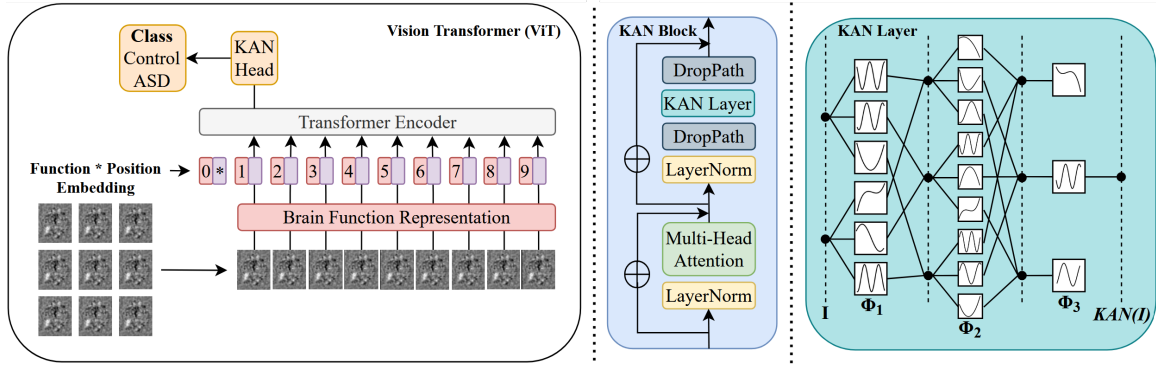 Vision Transformer (ViT)
Class
Control
ASD
KAN
Head
Transformer Encoder
Function * Position
Embedding
0 * 1 2 3 4 5 6 7 8 9
Brain Function Representation
KAN Block
DropPath
KAN Layer
DropPath
LayerNorm
Multi-Head
Attention
LayerNorm
KAN Layer
I
Φ1
Φ2
Φ3
KAN(I)